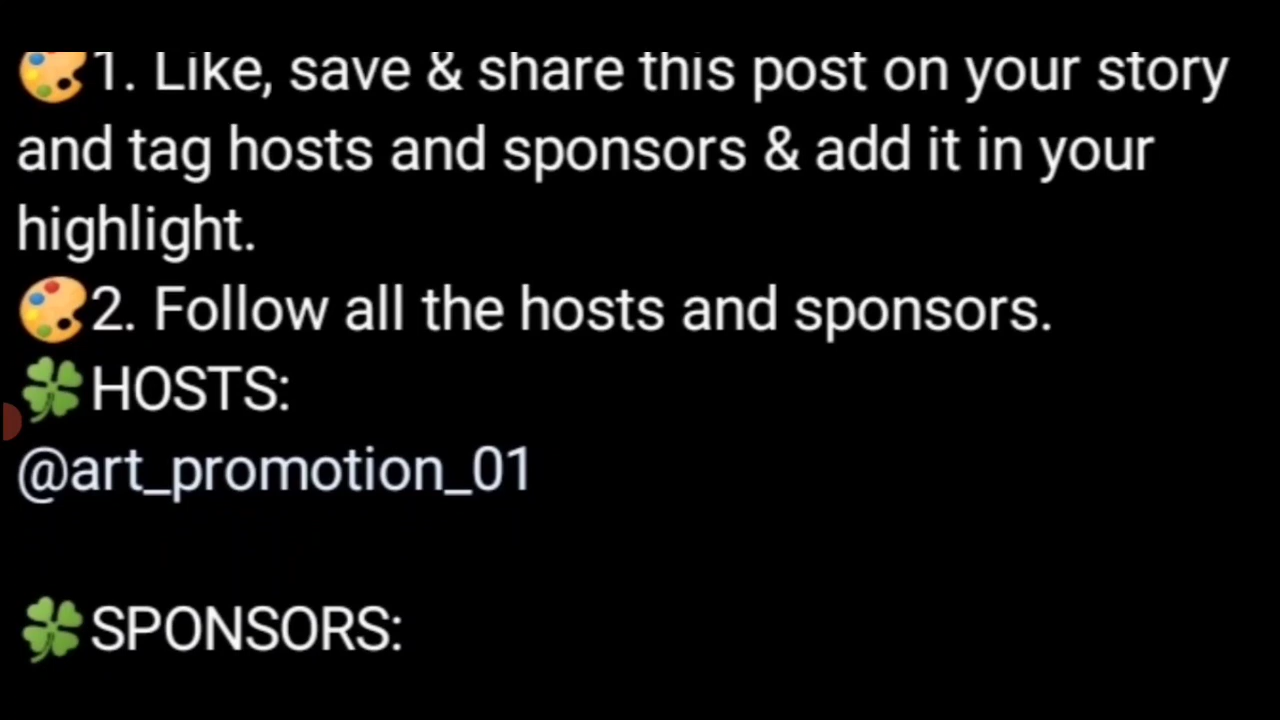 🎨1. Like, save & share this post on your story
and tag hosts and sponsors & add it in your
highlight.
🎨2. Follow all the hosts and sponsors.
🍀HOSTS:
@art_promotion_01
🍀SPONSORS: